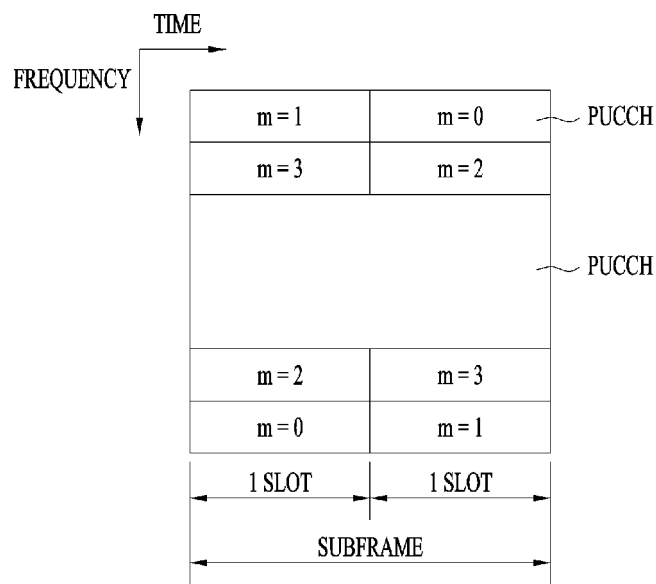 TIME
FREQUENCY
m = 1 m = 0 PUCCH
m = 3 m = 2
PUCCH
m = 2 m = 3
m = 0 m = 1
1 SLOT 1 SLOT
SUBFRAME